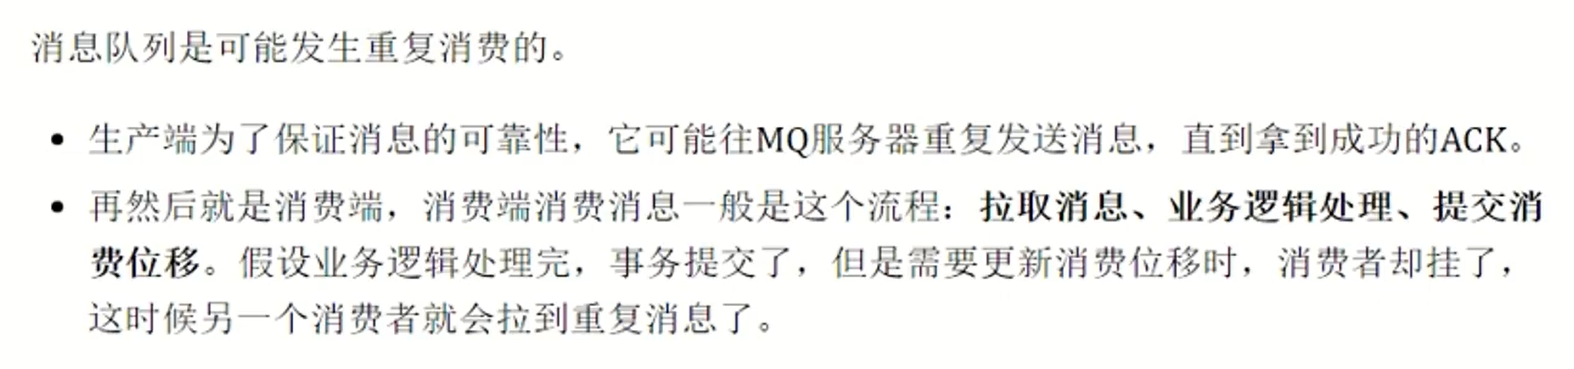 消息队列是可能发生重复消费的。
• 生产端为了保证消息的可靠性，它可能往MQ服务器重复发送消息，直到拿到成功的ACK。
• 再然后就是消费端，消费端消费消息一般是这个流程：拉取消息、业务逻辑处理、提交消
费位移。假设业务逻辑处理完，事务提交了，但是需要更新消费位移时，消费者却挂了，
这时候另一个消费者就会拉到重复消息了。